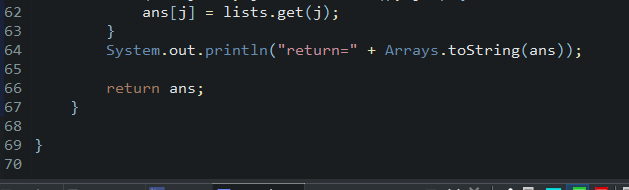 62 ans[j] = lists.get(j);
63 }
64 System.out.println("return=" + Arrays.toString(ans));
65
66 return ans;
67 }
68
69 }
70